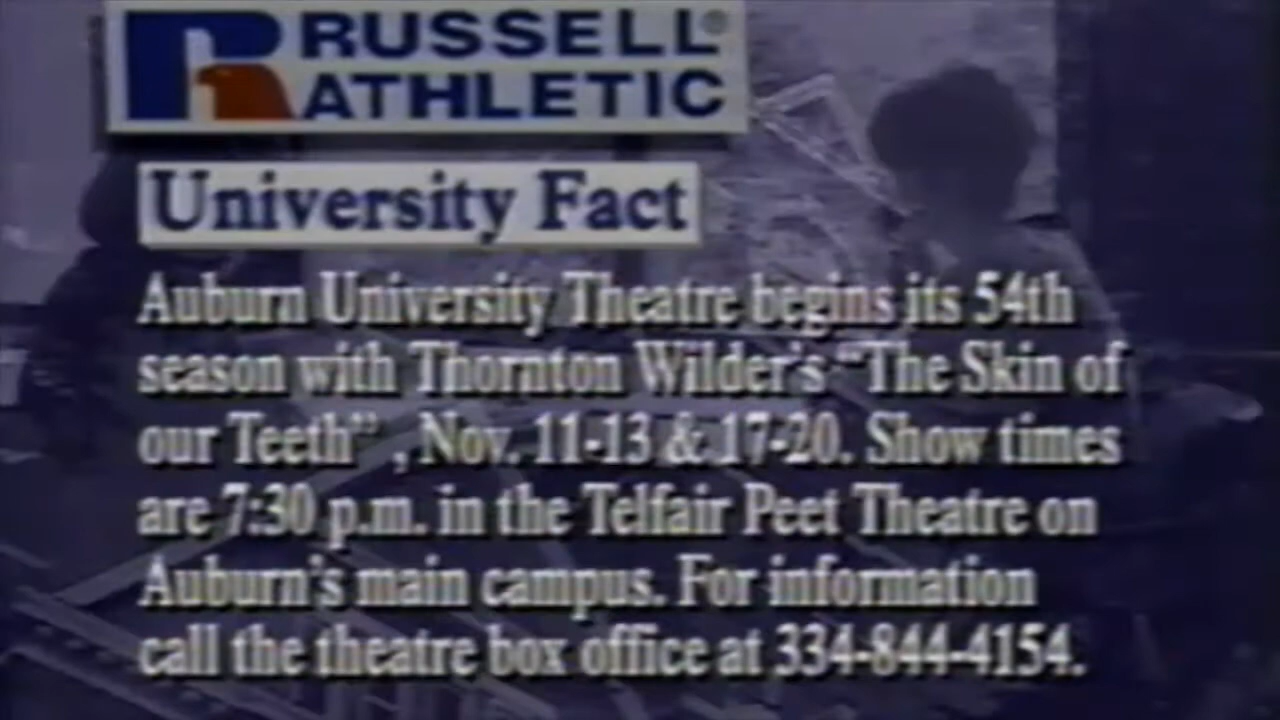 RUSSELL®
ATHLETIC
University Fact
Auburn University Theatre begins its 54th
season with Thornton Wilder's "The Skin of
our Teeth" , Nov. 11-13 & 17-20. Show times
are 7:30 p.m. in the Telfair Peet Theatre on
Auburn's main campus. For information
call the theatre box office at 334-844-4154.